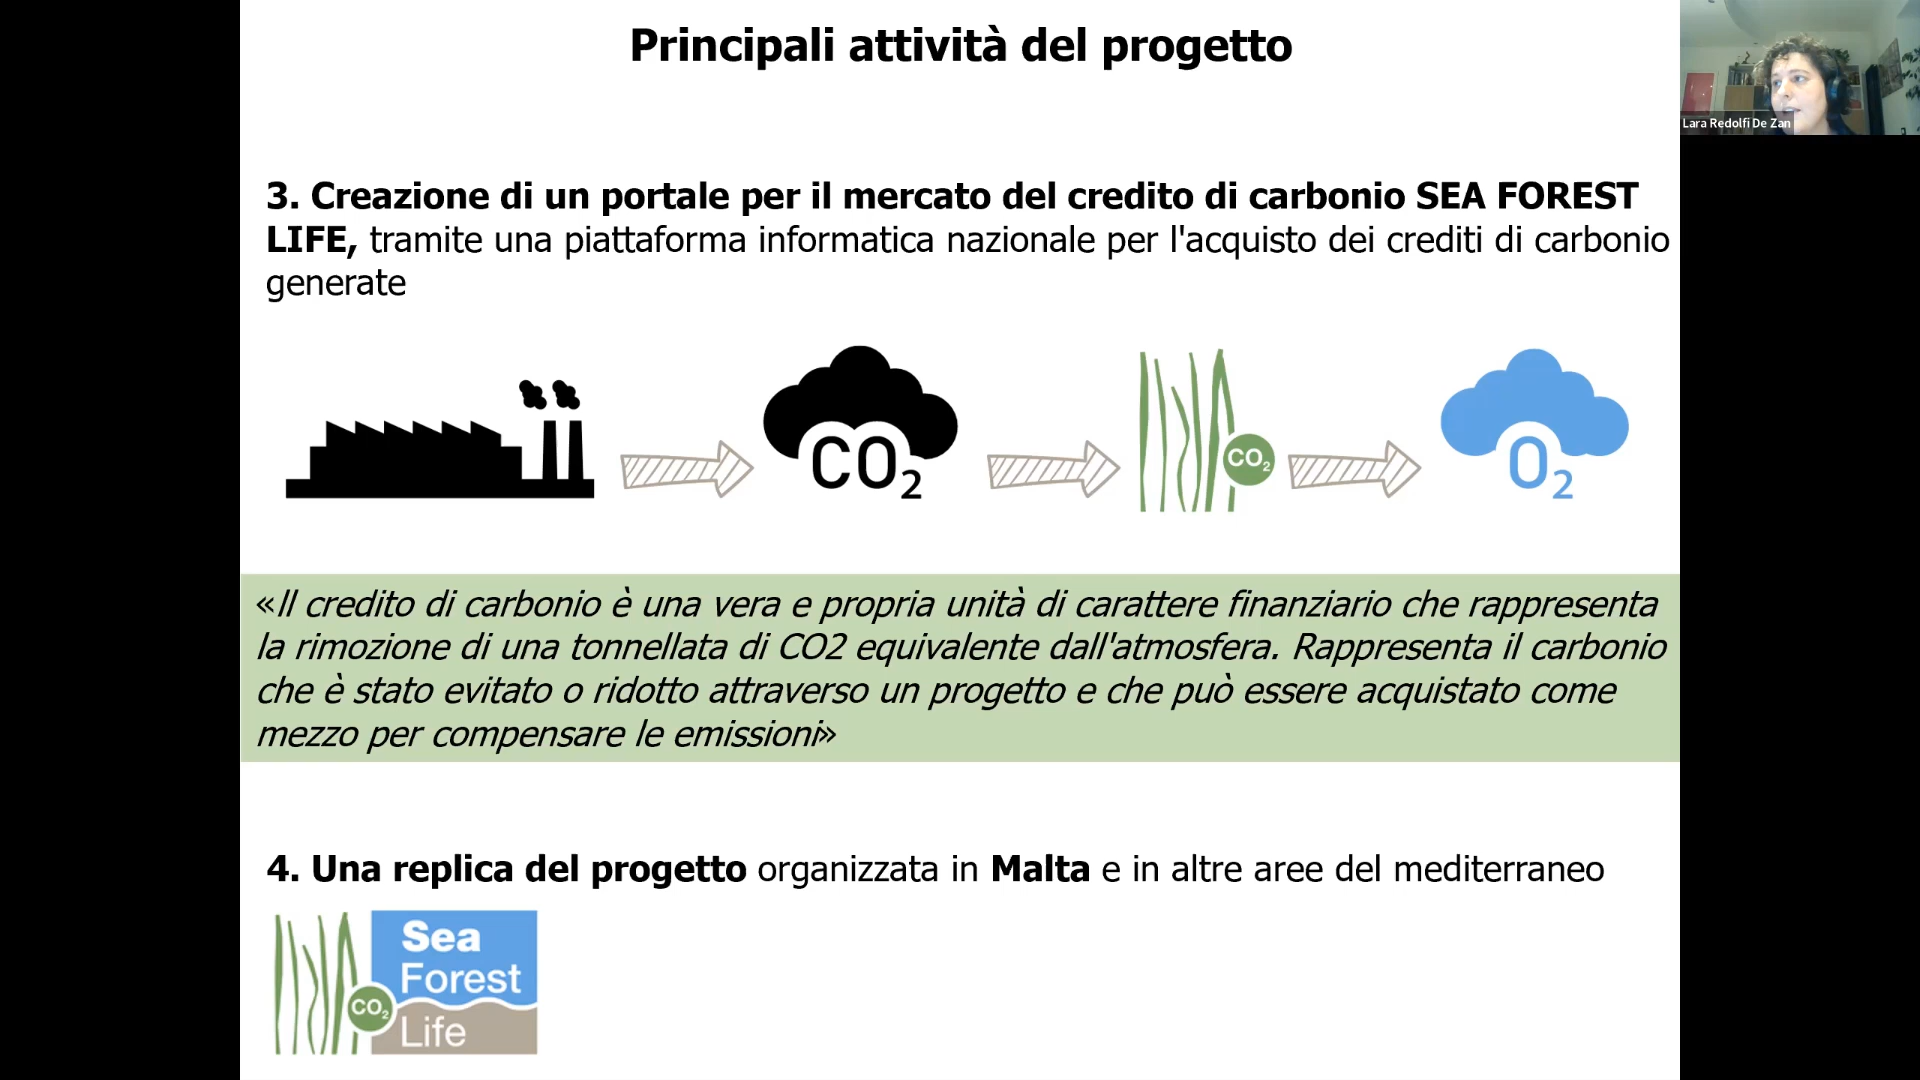 Principali attività del progetto
Lara Redolfi De Zan
3. Creazione di un portale per il mercato del credito di carbonio SEA FOREST
LIFE, tramite una piattaforma informatica nazionale per l'acquisto dei crediti di carbonio
generate
CO2
CO2
O2
«Il credito di carbonio è una vera e propria unità di carattere finanziario che rappresenta
la rimozione di una tonnellata di CO2 equivalente dall'atmosfera. Rappresenta il carbonio
che è stato evitato o ridotto attraverso un progetto e che può essere acquistato come
mezzo per compensare le emissioni»
4. Una replica del progetto organizzata in Malta e in altre aree del mediterraneo
Sea
Forest
CO2
Life